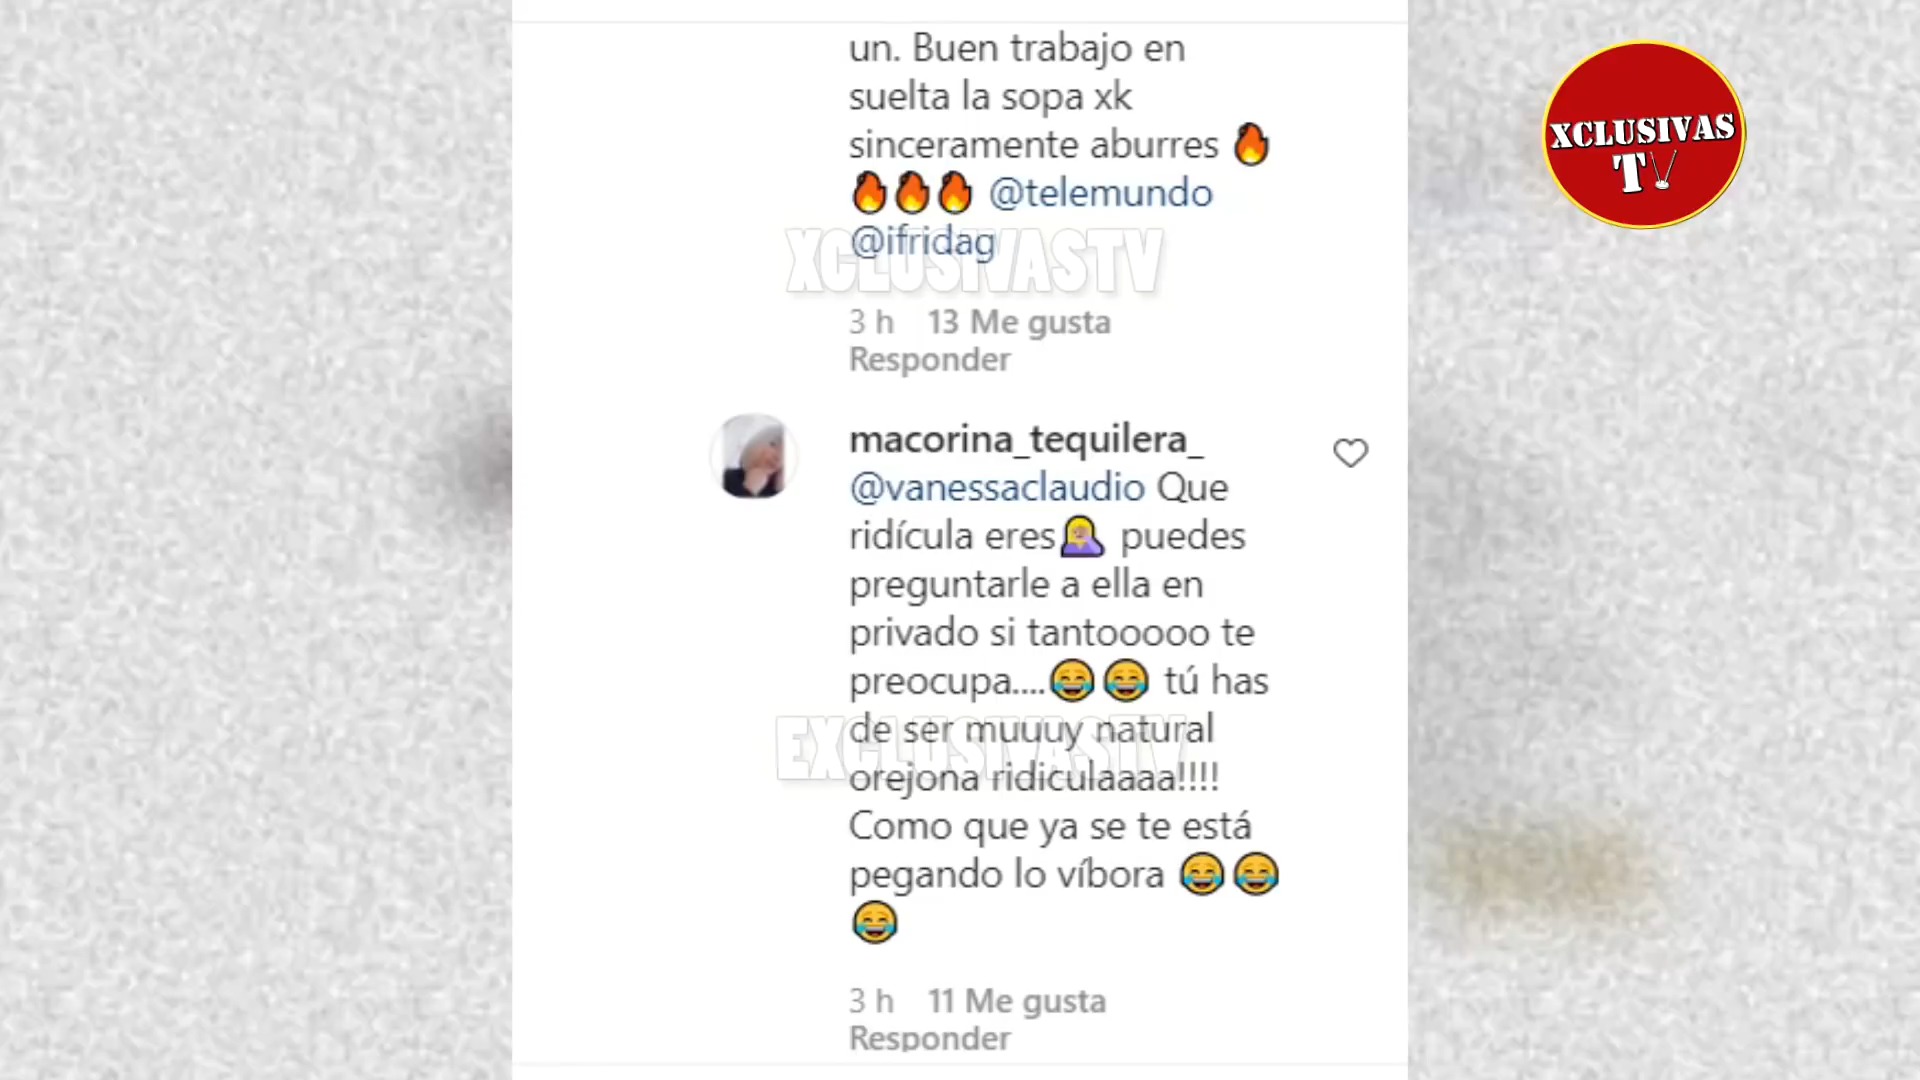 un. Buen trabajo en
suelta la sopa xk
sinceramente aburres 🔥
🔥🔥🔥 @telemundo
@ifridag
XCLUSIVASTV
3 h 13 Me gusta
Responder
macorina_tequilera_
@vanessaclaudio Que
ridícula eres🤦🏼‍♀️ puedes
preguntarle a ella en
privado si tantooooo te
preocupa....😂😂 tú has
de ser muuuy natural
EXCLUSIVASTV
orejona ridiculaaaa!!!!
Como que ya se te está
pegando lo víbora 😂😂
😂
3 h 11 Me gusta
Responder
XCLUSIVAS
TV